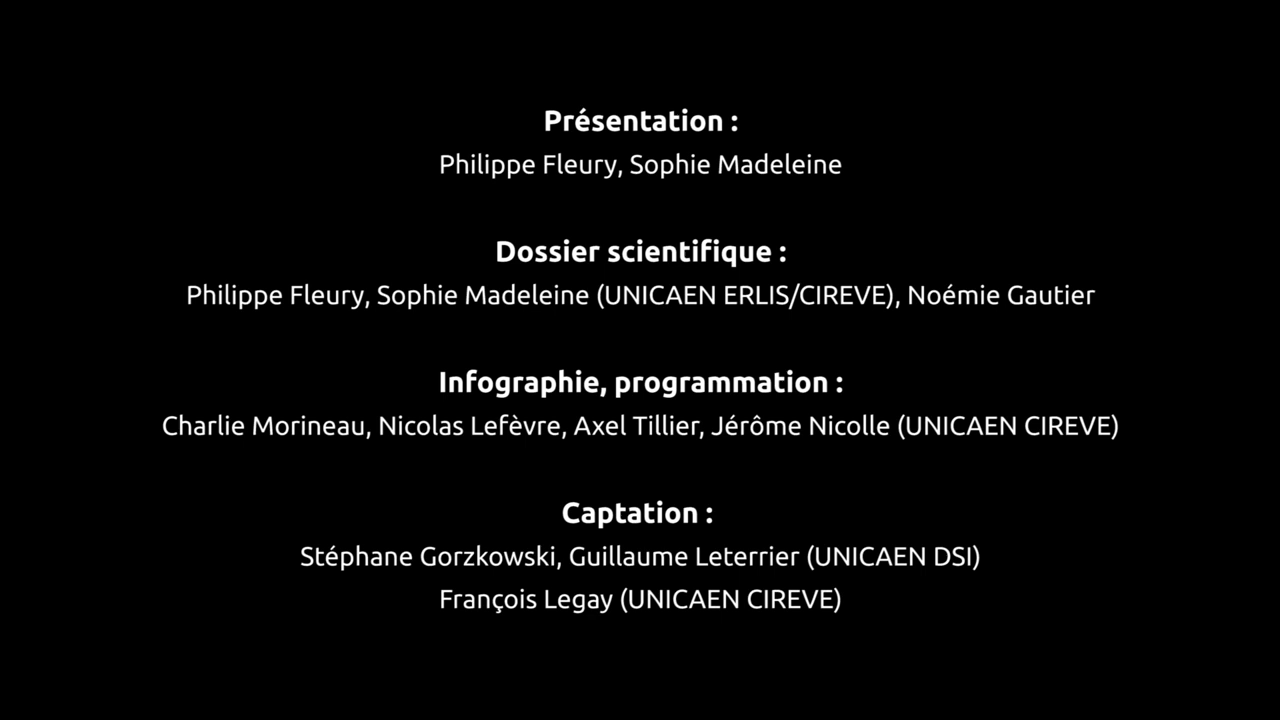 Présentation :
Philippe Fleury, Sophie Madeleine
Dossier scientifique :
Philippe Fleury, Sophie Madeleine (UNICAEN ERLIS/CIREVE), Noémie Gautier
Infographie, programmation :
Charlie Morineau, Nicolas Lefèvre, Axel Tillier, Jérôme Nicolle (UNICAEN CIREVE)
Captation :
Stéphane Gorzkowski, Guillaume Leterrier (UNICAEN DSI)
François Legay (UNICAEN CIREVE)